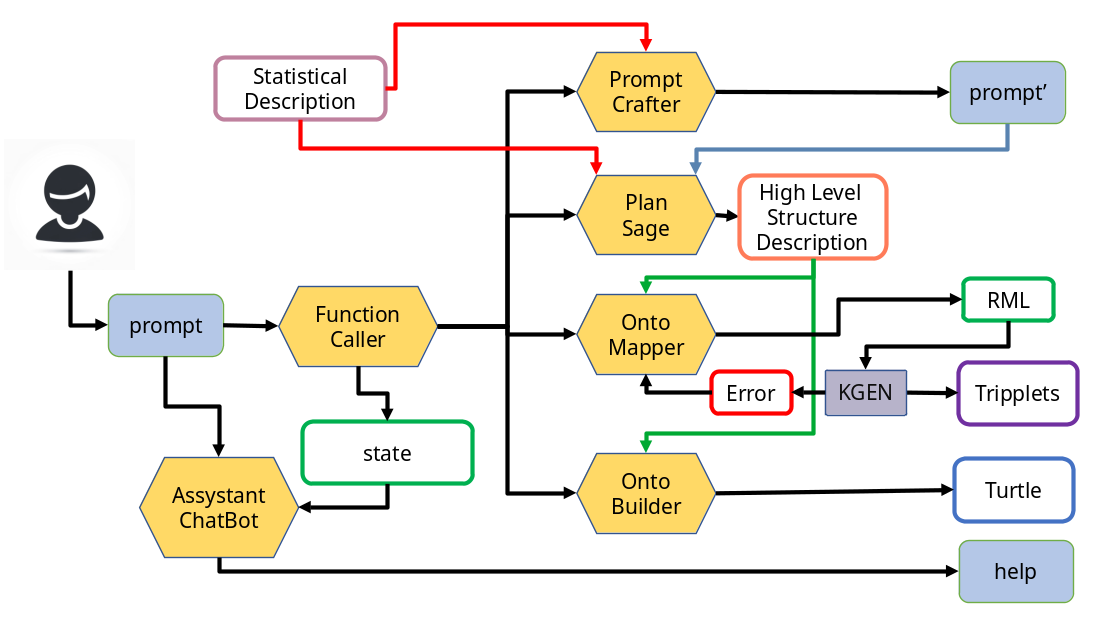 Statistical
Description
Prompt
Crafter
prompt’
Plan
Sage
High Level
Structure
Description
prompt
Function
Caller
Onto
Mapper
RML
Error
KGEN
Tripplets
state
Assystant
ChatBot
Onto
Builder
Turtle
help